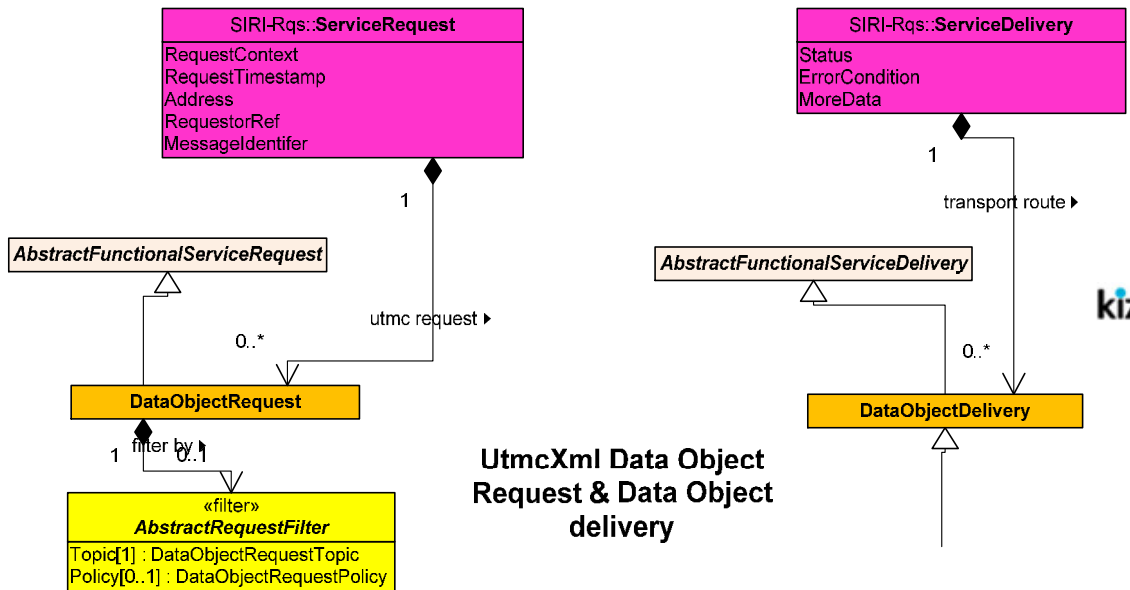 SIRI-Rqs::ServiceRequest
RequestContext
RequestTimestamp
Address
RequestorRef
MessageIdentifer
1
AbstractFunctionalServiceRequest
utmc request
0..*
DataObjectRequest
filter by
1
0..1
«filter»
AbstractRequestFilter
Topic[1] : DataObjectRequestTopic
Policy[0..1] : DataObjectRequestPolicy
SIRI-Rqs::ServiceDelivery
Status
ErrorCondition
MoreData
1
transport route
AbstractFunctionalServiceDelivery
kiz
0..*
DataObjectDelivery
UtmcXml Data Object
Request & Data Object
delivery